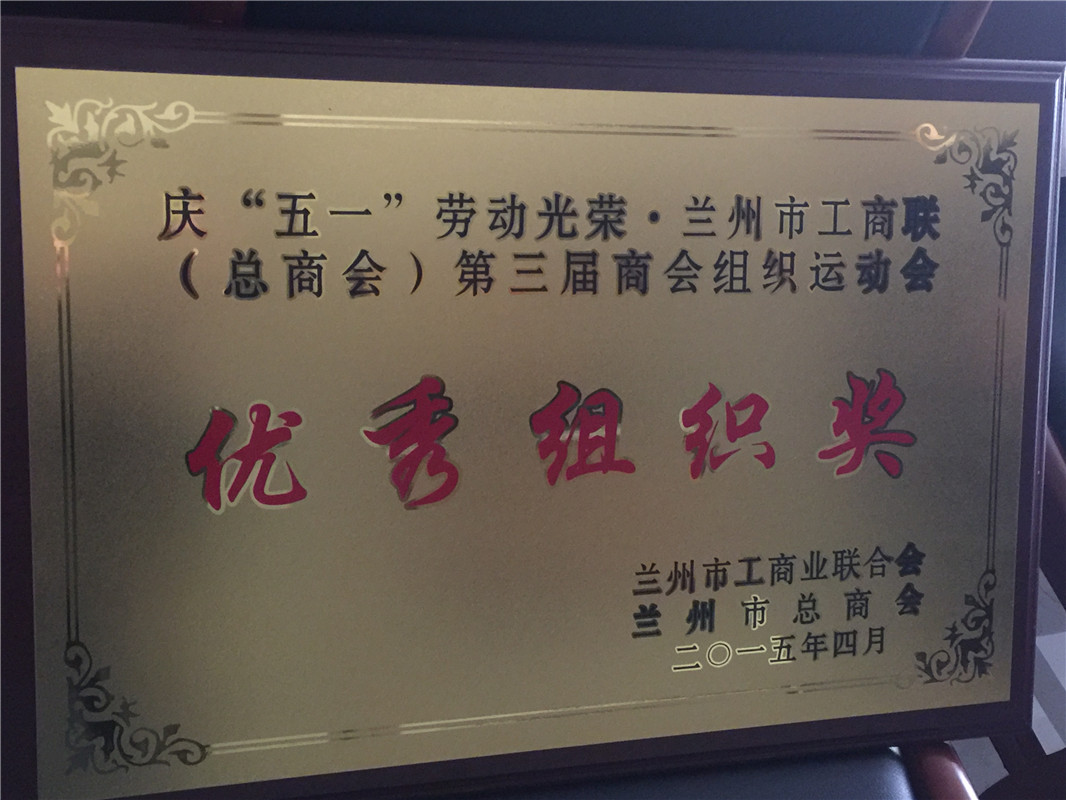 庆“五一”劳动光荣·兰州市工商联
（总商会）第三届商会组织运动会
优秀组织奖
兰州市工商业联合会
兰州市总商会
二〇一五年四月